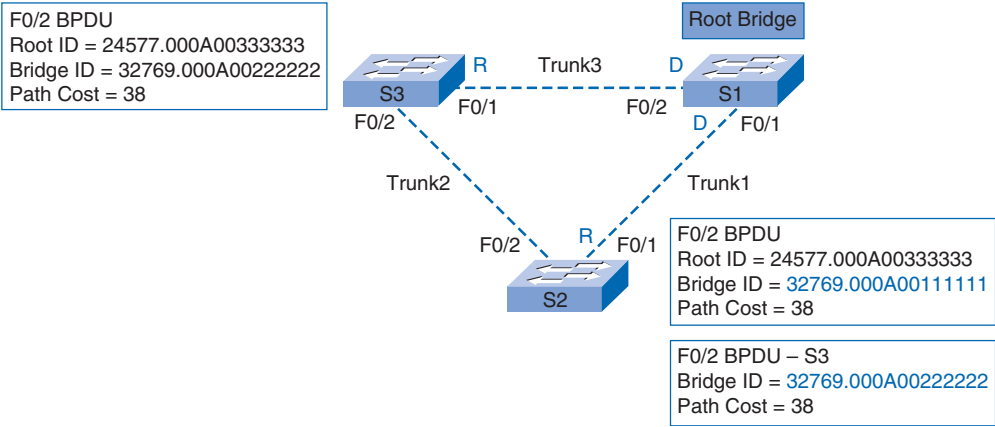 F0/2 BPDU
Root ID = 24577.000A00333333
Bridge ID = 32769.000A00222222
Path Cost = 38
Root Bridge
R
Trunk3
D
S3
S1
F0/1
F0/2
F0/2
D
F0/1
Trunk2
Trunk1
F0/2
R
F0/1
S2
F0/2 BPDU
Root ID = 24577.000A00333333
Bridge ID = 32769.000A00111111
Path Cost = 38
F0/2 BPDU – S3
Bridge ID = 32769.000A00222222
Path Cost = 38